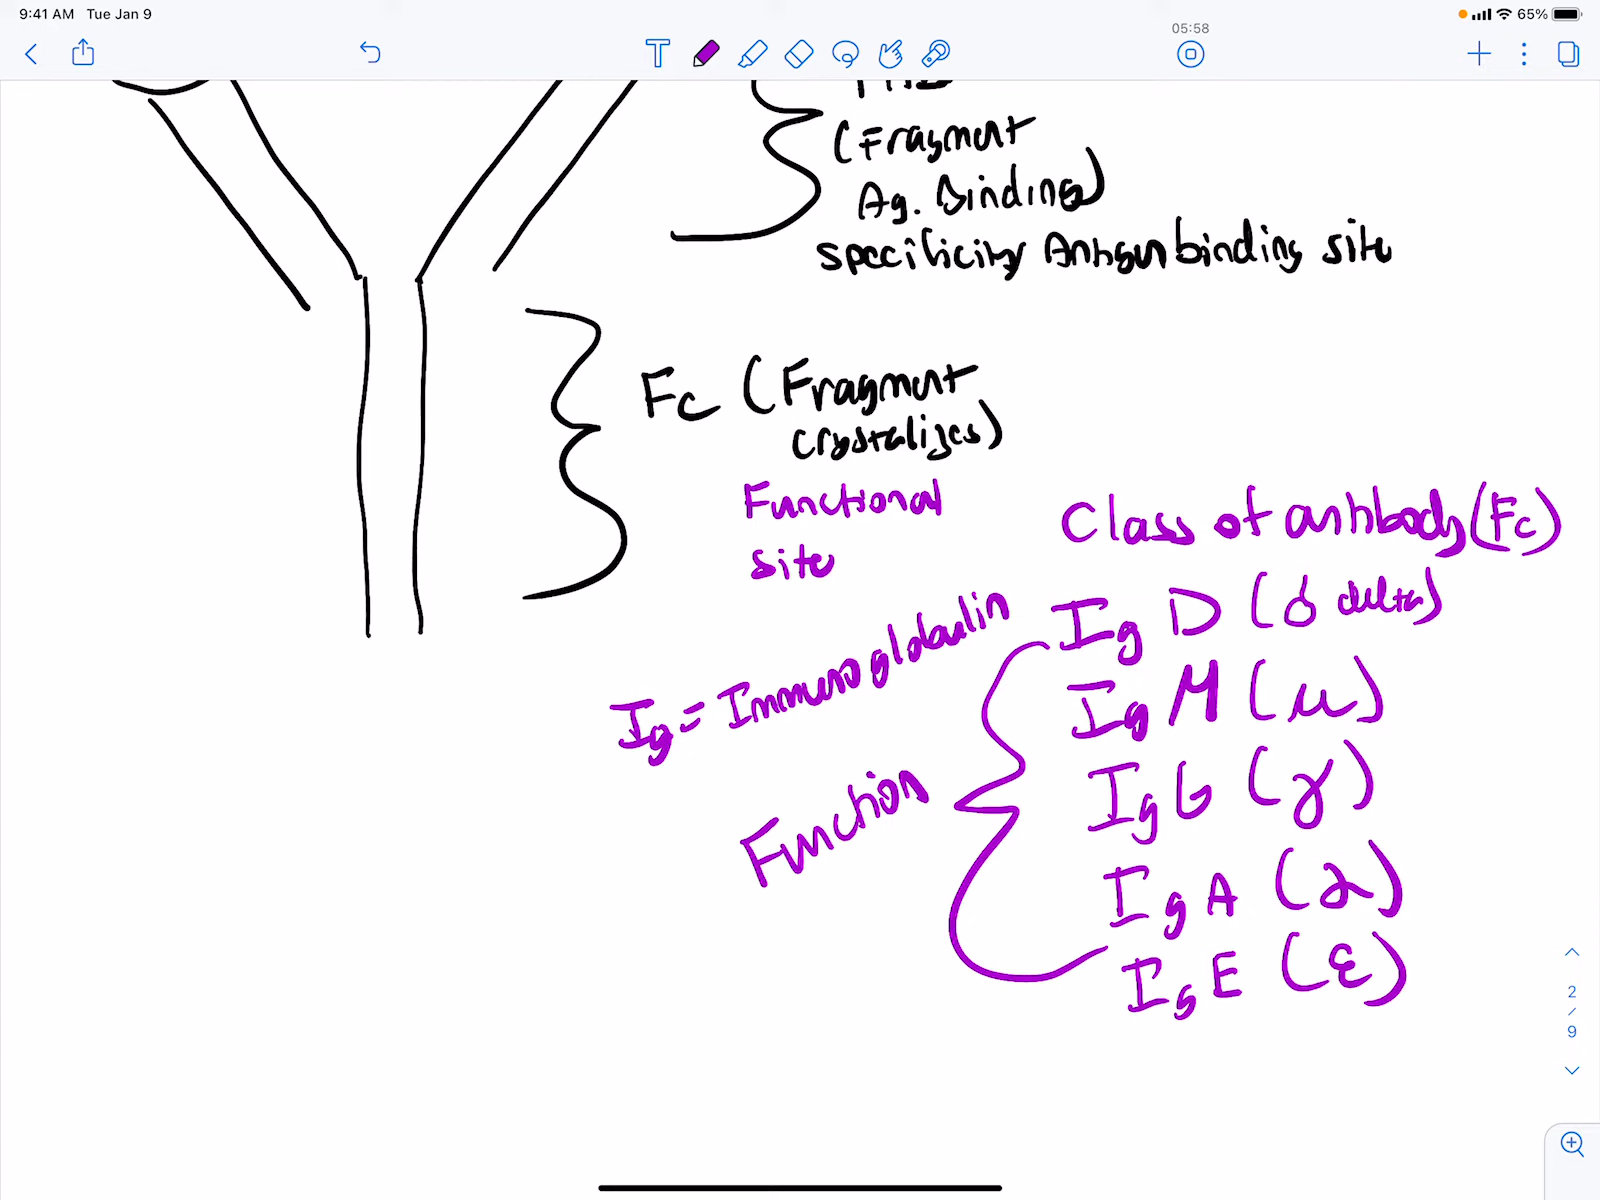 9:41 AM Tue Jan 9
65%
05:58
(Fragment
Ag. Binding)
specificity Antigen binding site
Fc (Fragment
crystalizes)
Functional
site
Class of antibody (Fc)
Ig = Immunoglobulin
Function
Ig D (δ delta)
Ig M (μ)
Ig G (γ)
Ig A (α)
Ig E (ε)
2
/
9